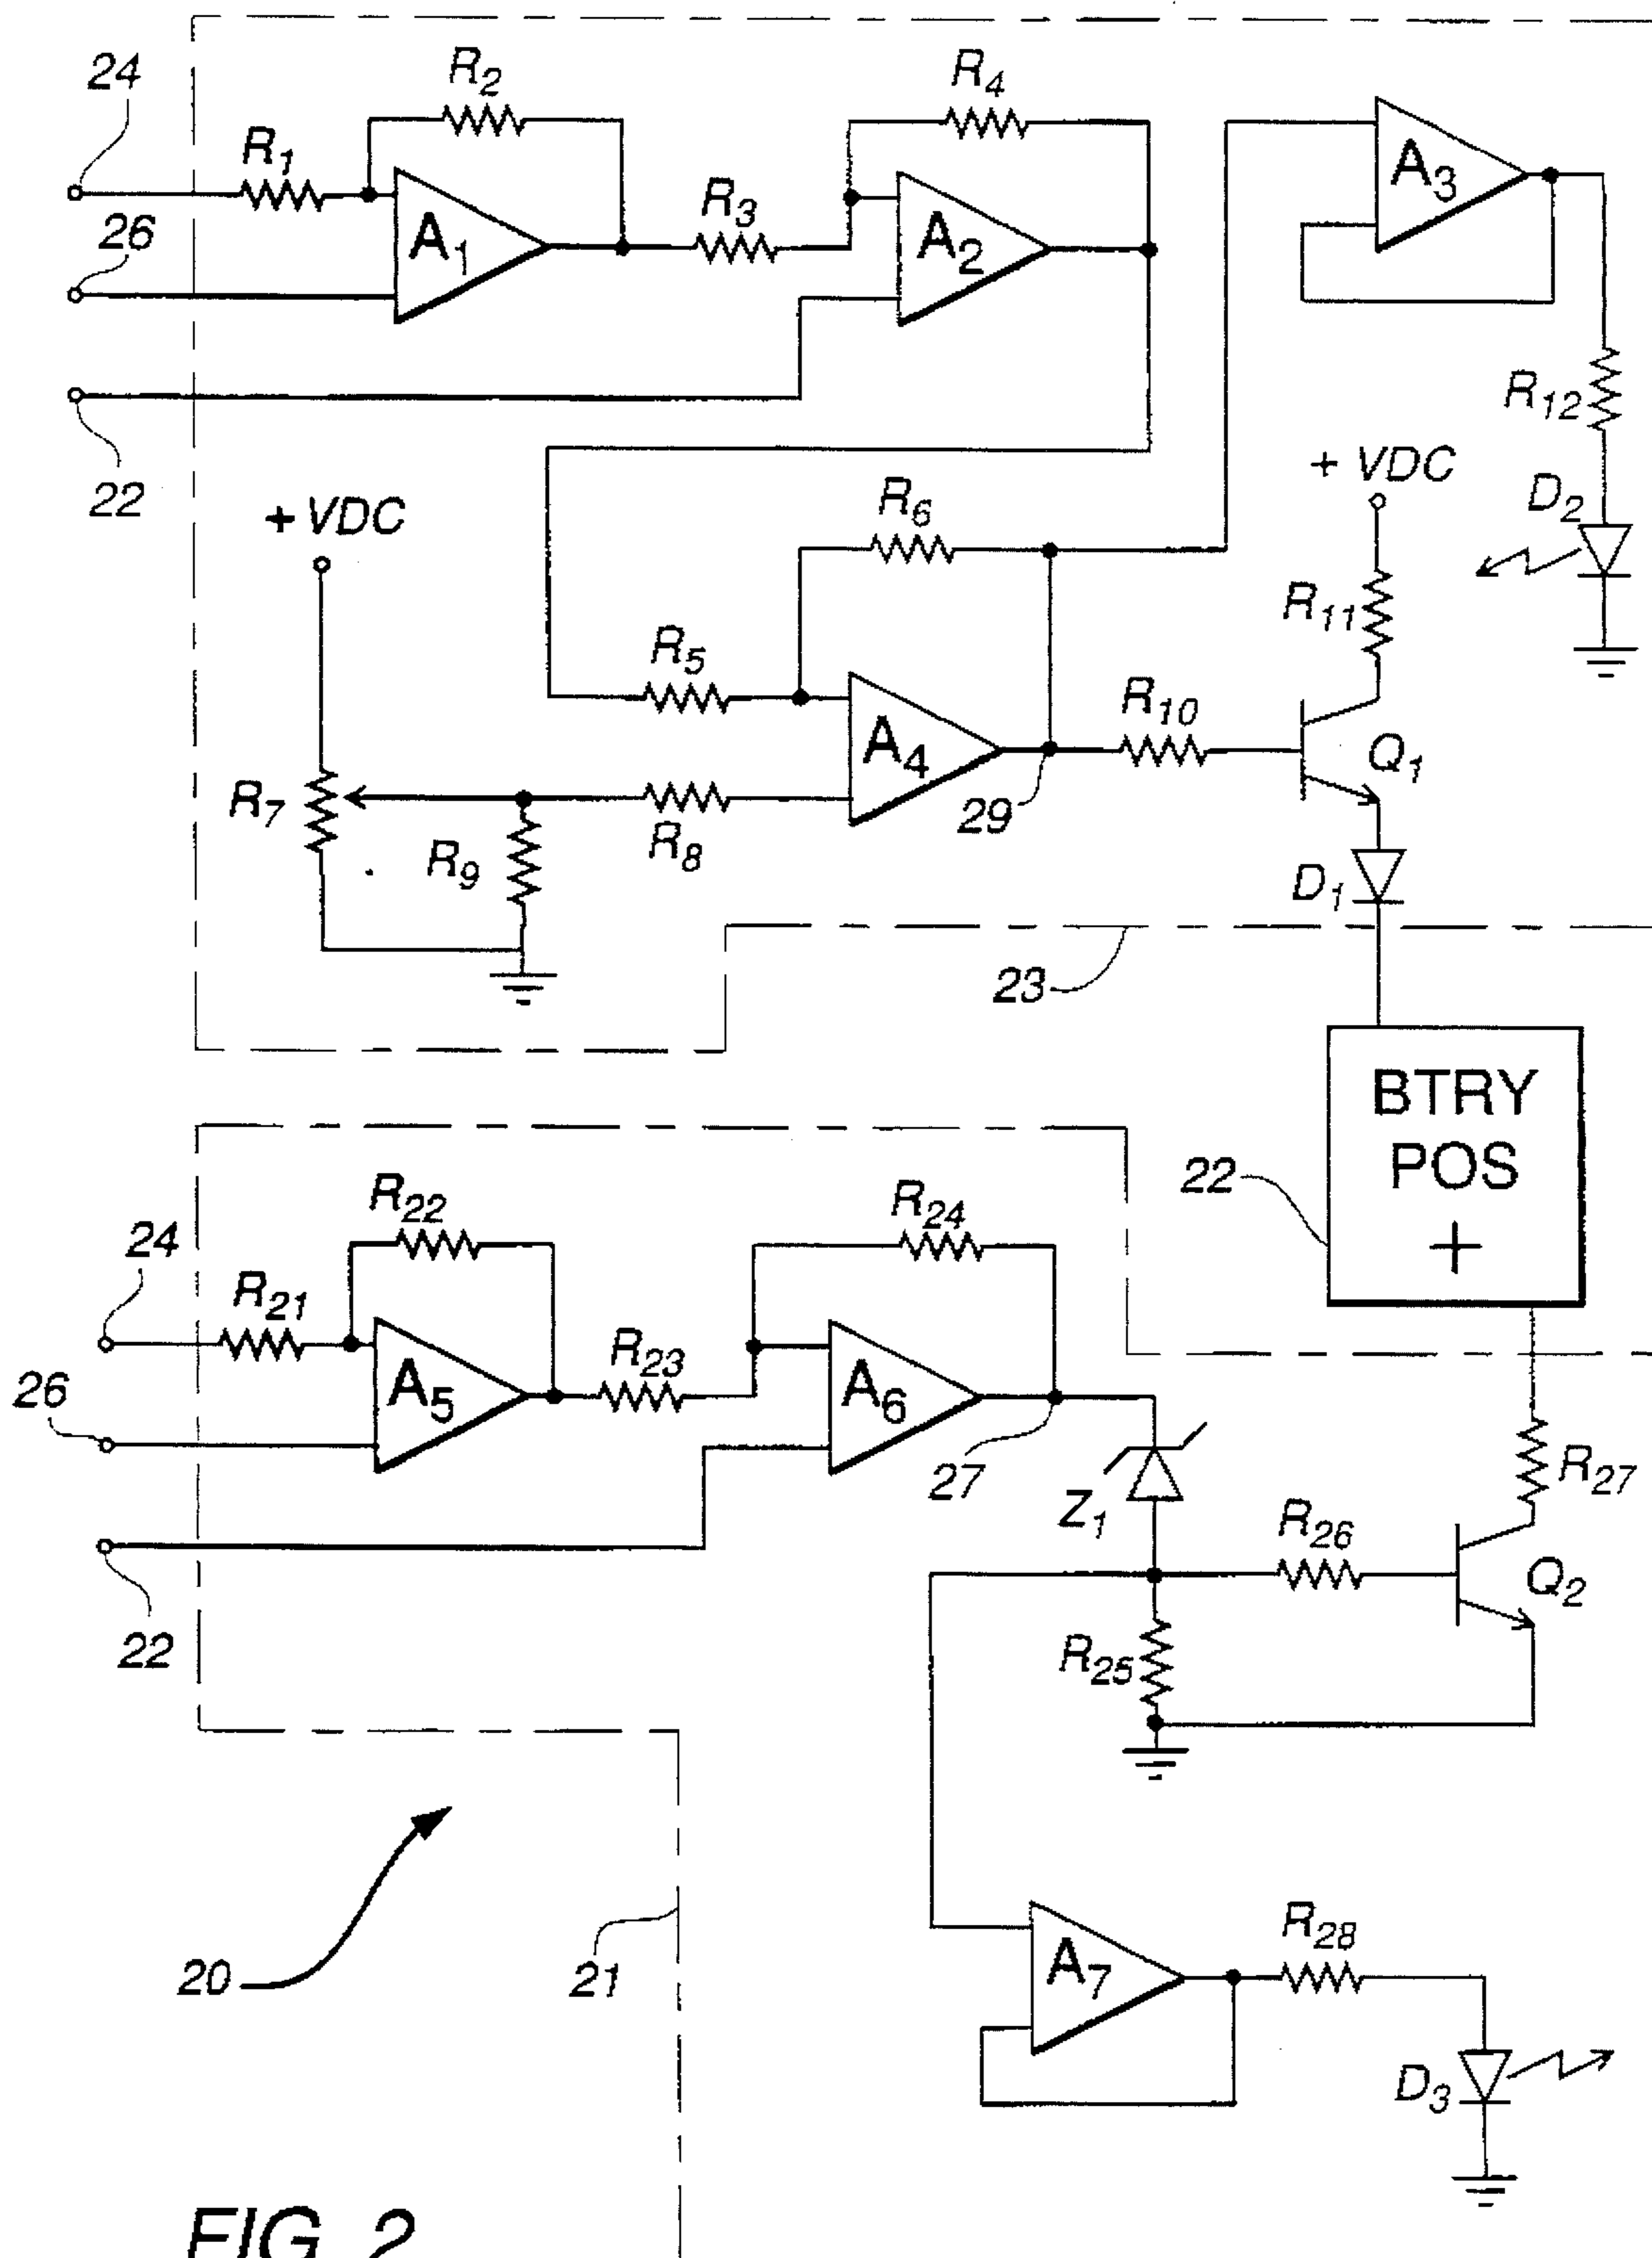 24
R2
R4
R1
A3
26
R3
A1
A2
R12
22
+ VDC
+ VDC
R6
D2
R11
R5
R10
A4
Q1
R7
29
R8
R9
D1
23
BTRY
POS
+
22
R22
R24
24
R21
R23
A5
A6
26
27
R27
Z1
R26
Q2
22
R25
R28
A7
20
21
D3
FIG. 2